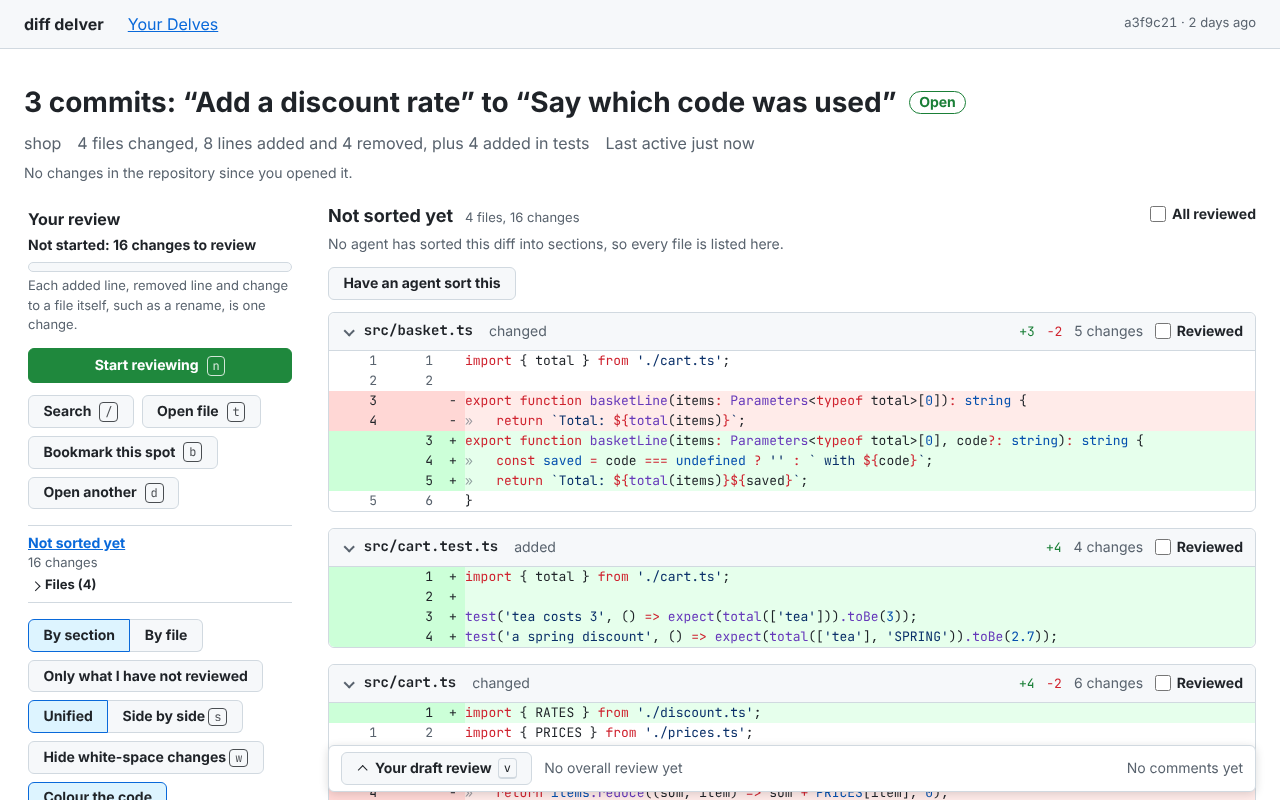 diff delver Your Delves a3f9c21 · 2 days ago
3 commits: “Add a discount rate” to “Say which code was used” Open
shop 4 files changed, 8 lines added and 4 removed, plus 4 added in tests Last active just now
No changes in the repository since you opened it.
Your review
Not started: 16 changes to review
Each added line, removed line and change
to a file itself, such as a rename, is one
change.
Start reviewing n
Search / Open file t
Bookmark this spot b
Open another d
Not sorted yet
16 changes
Files (4)
By section By file
Only what I have not reviewed
Unified Side by side s
Hide white-space changes w
Colour the code
Not sorted yet 4 files, 16 changes All reviewed
No agent has sorted this diff into sections, so every file is listed here.
Have an agent sort this
src/basket.ts changed +3 -2 5 changes Reviewed
1 1 import { total } from './cart.ts';
2 2
3 - export function basketLine(items: Parameters<typeof total>[0]): string {
4 - » return `Total: ${total(items)}`;
3 + export function basketLine(items: Parameters<typeof total>[0], code?: string): string {
4 + » const saved = code === undefined ? '' : ` with ${code}`;
5 + » return `Total: ${total(items)}${saved}`;
5 6 }
src/cart.test.ts added +4 4 changes Reviewed
1 + import { total } from './cart.ts';
2 +
3 + test('tea costs 3', () => expect(total(['tea'])).toBe(3));
4 + test('a spring discount', () => expect(total(['tea'], 'SPRING')).toBe(2.7));
src/cart.ts changed +4 -2 6 changes Reviewed
1 + import { RATES } from './discount.ts';
1 2 import { PRICES } from './prices.ts';
4 - » return items.reduce((sum, item) => sum + PRICES[item], 0);
Your draft review v No overall review yet No comments yet